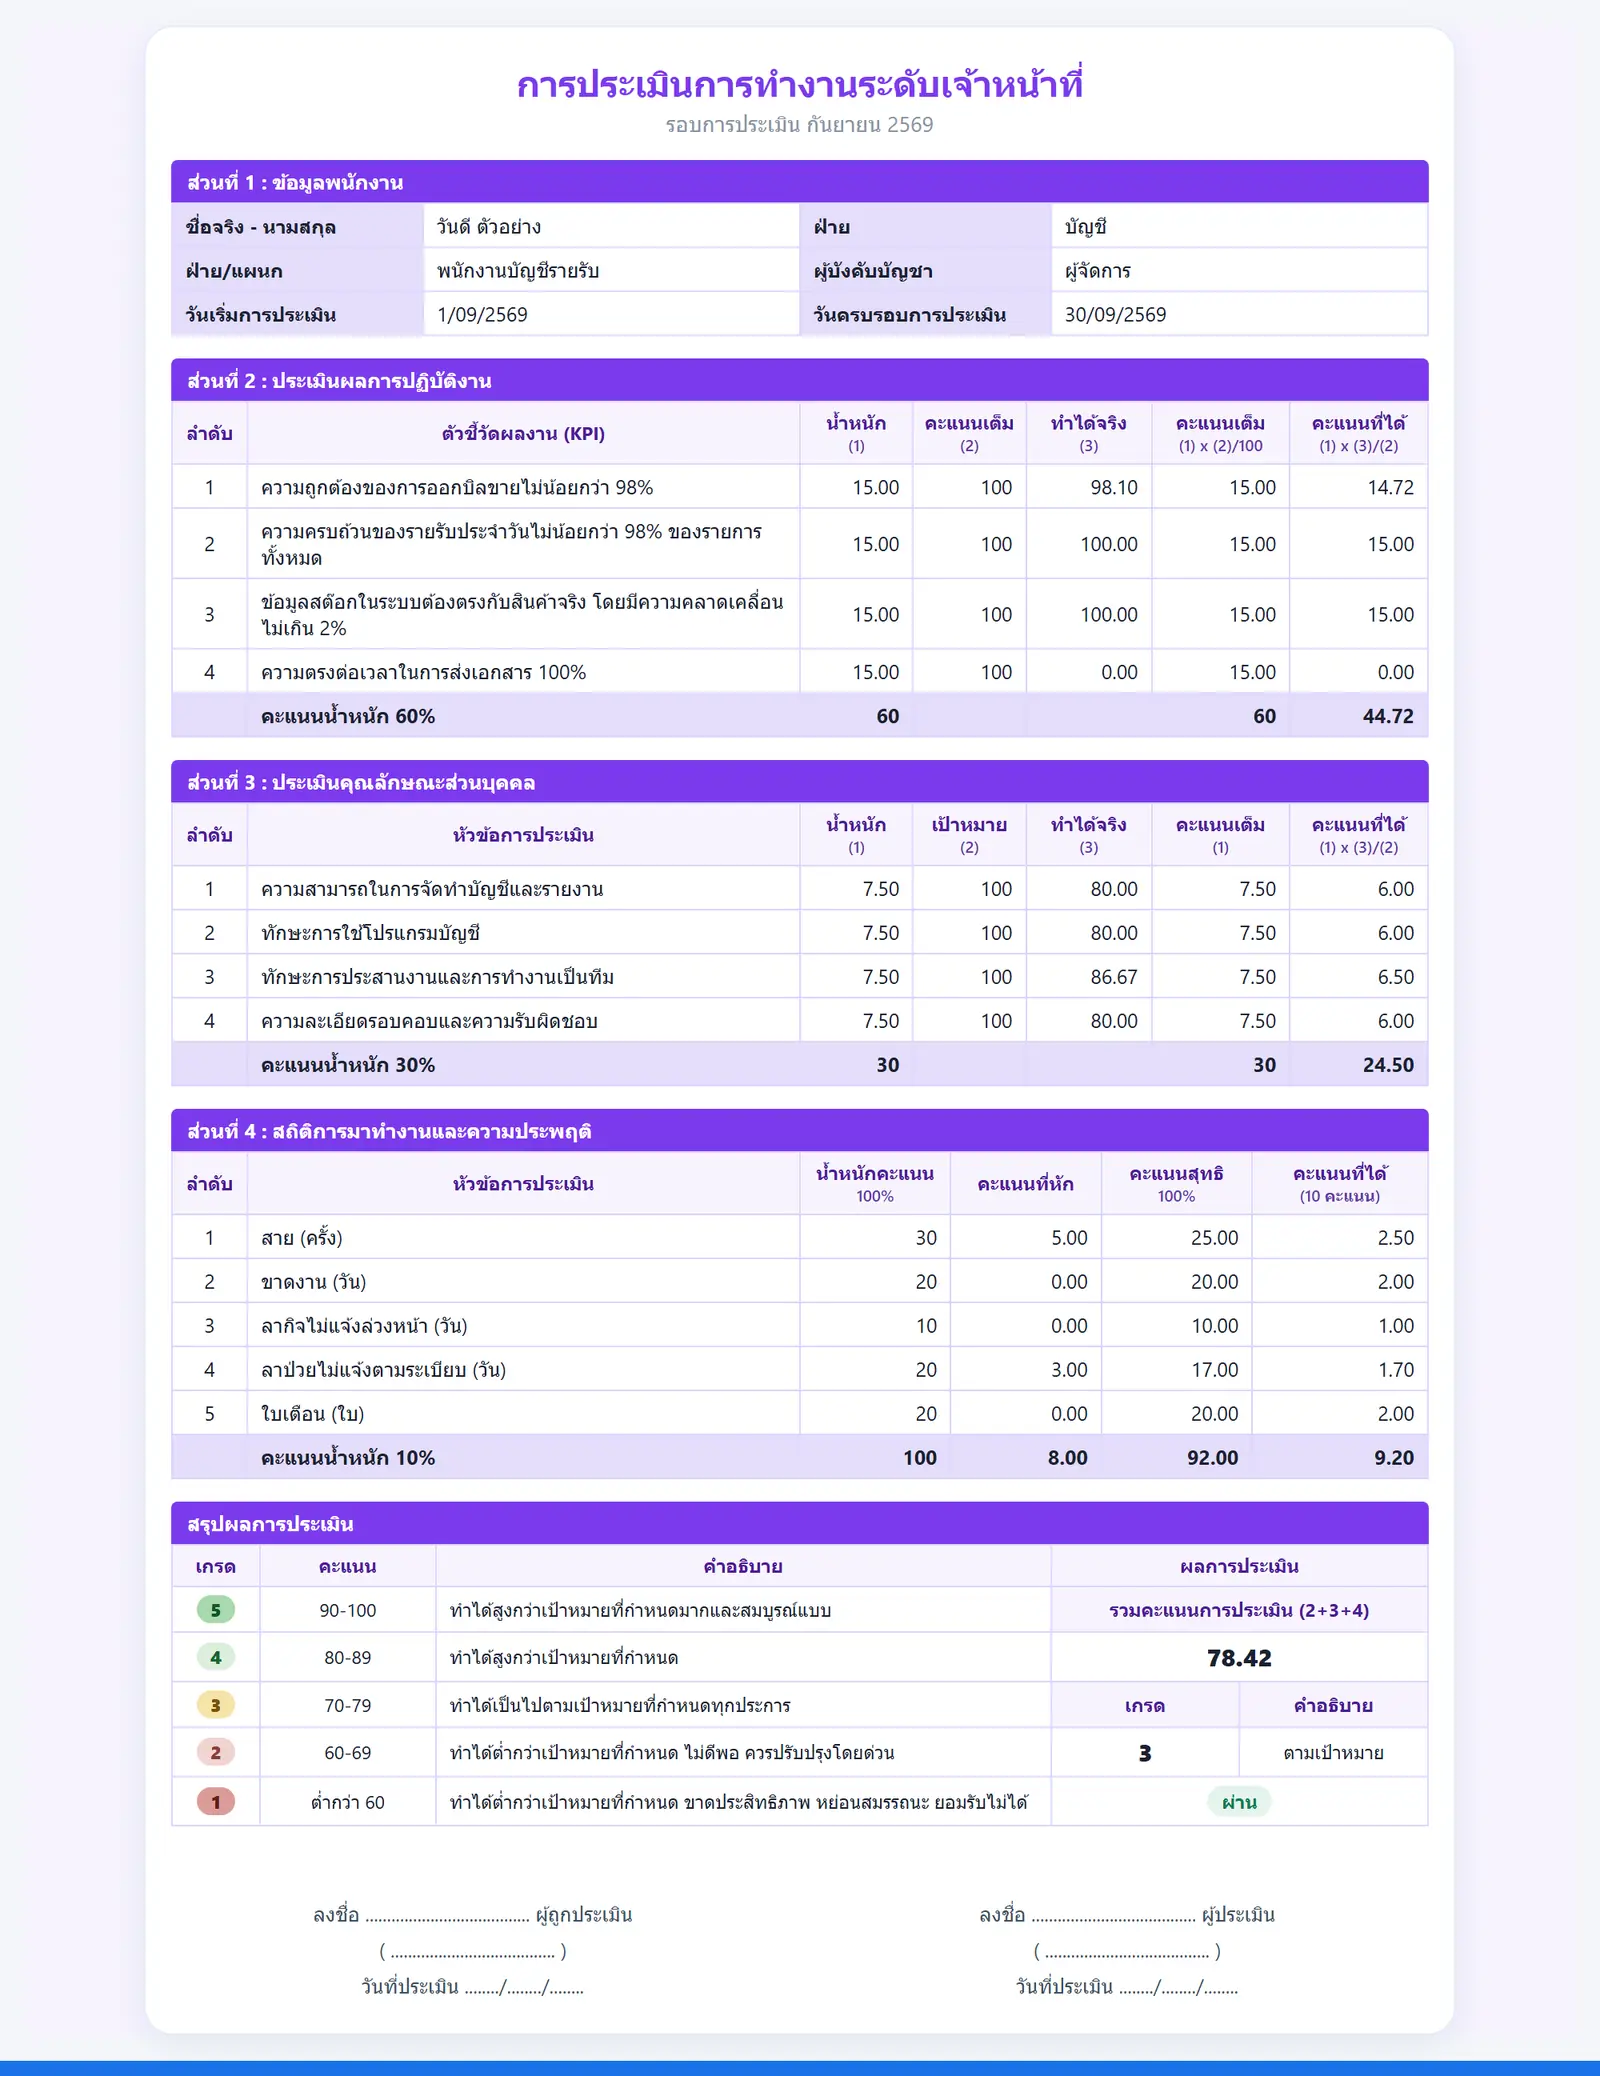 การประเมินการทำงานระดับเจ้าหน้าที่
รอบการประเมิน กันยายน 2569
ส่วนที่ 1 : ข้อมูลพนักงาน
ชื่อจริง - นามสกุล วันดี ตัวอย่าง ฝ่าย บัญชี
ฝ่าย/แผนก พนักงานบัญชีรายรับ ผู้บังคับบัญชา ผู้จัดการ
วันเริ่มการประเมิน 1/09/2569 วันครบรอบการประเมิน 30/09/2569
ส่วนที่ 2 : ประเมินผลการปฏิบัติงาน
ลำดับ ตัวชี้วัดผลงาน (KPI) น้ำหนัก คะแนนเต็ม ทำได้จริง คะแนนเต็ม คะแนนที่ได้
(1) (2) (3) (1) x (2)/100 (1) x (3)/(2)
1 ความถูกต้องของการออกบิลขายไม่น้อยกว่า 98% 15.00 100 98.10 15.00 14.72
2 ความครบถ้วนของรายรับประจำวันไม่น้อยกว่า 98% ของรายการ
ทั้งหมด 15.00 100 100.00 15.00 15.00
3 ข้อมูลสต๊อกในระบบต้องตรงกับสินค้าจริง โดยมีความคลาดเคลื่อน
ไม่เกิน 2% 15.00 100 100.00 15.00 15.00
4 ความตรงต่อเวลาในการส่งเอกสาร 100% 15.00 100 0.00 15.00 0.00
คะแนนน้ำหนัก 60% 60 60 44.72
ส่วนที่ 3 : ประเมินคุณลักษณะส่วนบุคคล
ลำดับ หัวข้อการประเมิน น้ำหนัก เป้าหมาย ทำได้จริง คะแนนเต็ม คะแนนที่ได้
(1) (2) (3) (1) (1) x (3)/(2)
1 ความสามารถในการจัดทำบัญชีและรายงาน 7.50 100 80.00 7.50 6.00
2 ทักษะการใช้โปรแกรมบัญชี 7.50 100 80.00 7.50 6.00
3 ทักษะการประสานงานและการทำงานเป็นทีม 7.50 100 86.67 7.50 6.50
4 ความละเอียดรอบคอบและความรับผิดชอบ 7.50 100 80.00 7.50 6.00
คะแนนน้ำหนัก 30% 30 30 24.50
ส่วนที่ 4 : สถิติการมาทำงานและความประพฤติ
ลำดับ หัวข้อการประเมิน น้ำหนักคะแนน คะแนนที่หัก คะแนนสุทธิ คะแนนที่ได้
100% 100% (10 คะแนน)
1 สาย (ครั้ง) 30 5.00 25.00 2.50
2 ขาดงาน (วัน) 20 0.00 20.00 2.00
3 ลากิจไม่แจ้งล่วงหน้า (วัน) 10 0.00 10.00 1.00
4 ลาป่วยไม่แจ้งตามระเบียบ (วัน) 20 3.00 17.00 1.70
5 ใบเตือน (ใบ) 20 0.00 20.00 2.00
คะแนนน้ำหนัก 10% 100 8.00 92.00 9.20
สรุปผลการประเมิน
เกรด คะแนน คำอธิบาย ผลการประเมิน
5 90-100 ทำได้สูงกว่าเป้าหมายที่กำหนดมากและสมบูรณ์แบบ รวมคะแนนการประเมิน (2+3+4)
4 80-89 ทำได้สูงกว่าเป้าหมายที่กำหนด 78.42
3 70-79 ทำได้เป็นไปตามเป้าหมายที่กำหนดทุกประการ เกรด คำอธิบาย
2 60-69 ทำได้ต่ำกว่าเป้าหมายที่กำหนด ไม่ดีพอ ควรปรับปรุงโดยด่วน 3 ตามเป้าหมาย
1 ต่ำกว่า 60 ทำได้ต่ำกว่าเป้าหมายที่กำหนด ขาดประสิทธิภาพ หย่อนสมรรถนะ ยอมรับไม่ได้ ผ่าน
ลงชื่อ ...................................... ผู้ถูกประเมิน ลงชื่อ ...................................... ผู้ประเมิน
( ...................................... ) ( ...................................... )
วันที่ประเมิน ......../......../........ วันที่ประเมิน ......../......../........